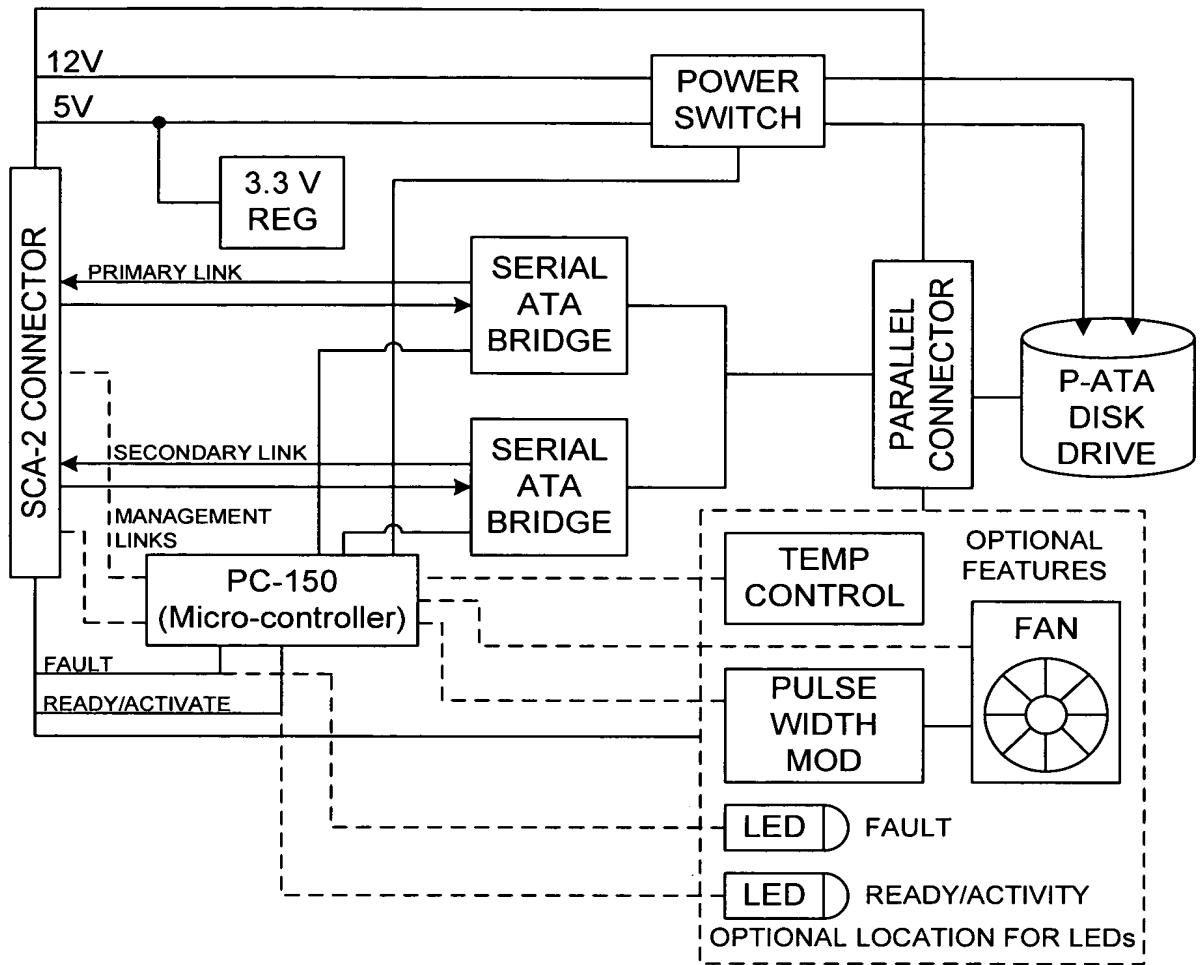 12V
5V
POWER
SWITCH
3.3 V
REG
SCA-2 CONNECTOR
PRIMARY LINK
SERIAL
ATA
BRIDGE
PARALLEL
CONNECTOR
P-ATA
DISK
DRIVE
SECONDARY LINK
SERIAL
ATA
BRIDGE
MANAGEMENT
LINKS
PC-150
(Micro-controller)
TEMP
CONTROL
OPTIONAL
FEATURES
FAN
FAULT
READY/ACTIVATE
PULSE
WIDTH
MOD
LED
FAULT
LED
READY/ACTIVITY
OPTIONAL LOCATION FOR LEDs